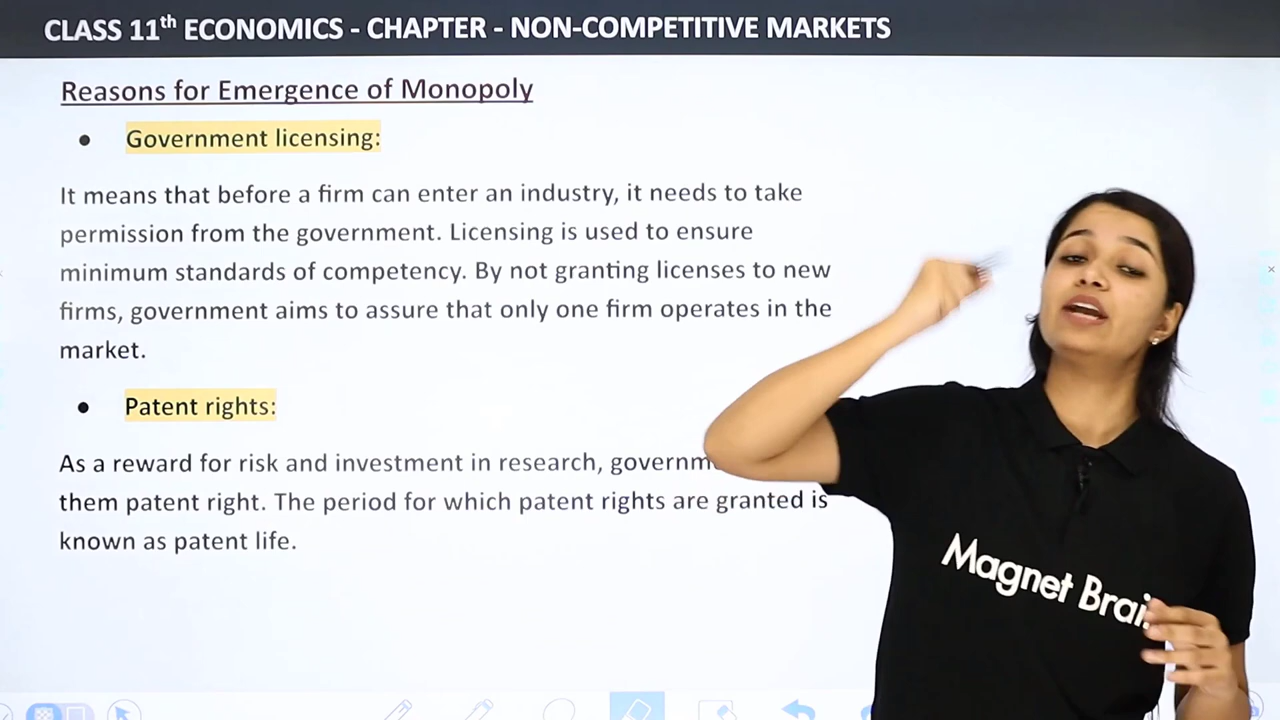 CLASS 11th ECONOMICS - CHAPTER - NON-COMPETITIVE MARKETS
Reasons for Emergence of Monopoly
● Government licensing:
It means that before a firm can enter an industry, it needs to take
permission from the government. Licensing is used to ensure
minimum standards of competency. By not granting licenses to new
firms, government aims to assure that only one firm operates in the
market.
● Patent rights:
As a reward for risk and investment in research,
them patent right. The period for which patent rights are granted is
known as patent life.
Magnet